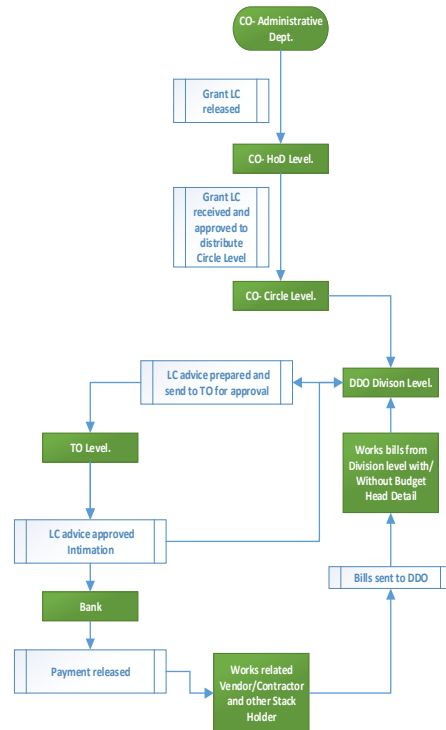 CO- Administrative
Dept.
Grant LC
released
CO- HoD Level.
Grant LC
received and
approved to
distribute
Circle Level
CO- Circle Level.
LC advice prepared and
send to TO for approval
DDO Divison Level.
TO Level.
Works bills from
Division level with/
Without Budget
Head Detail
LC advice approved
Intimation
Bills sent to DDO
Bank
Payment released
Works related
Vendor/Contractor
and other Stack
Holder